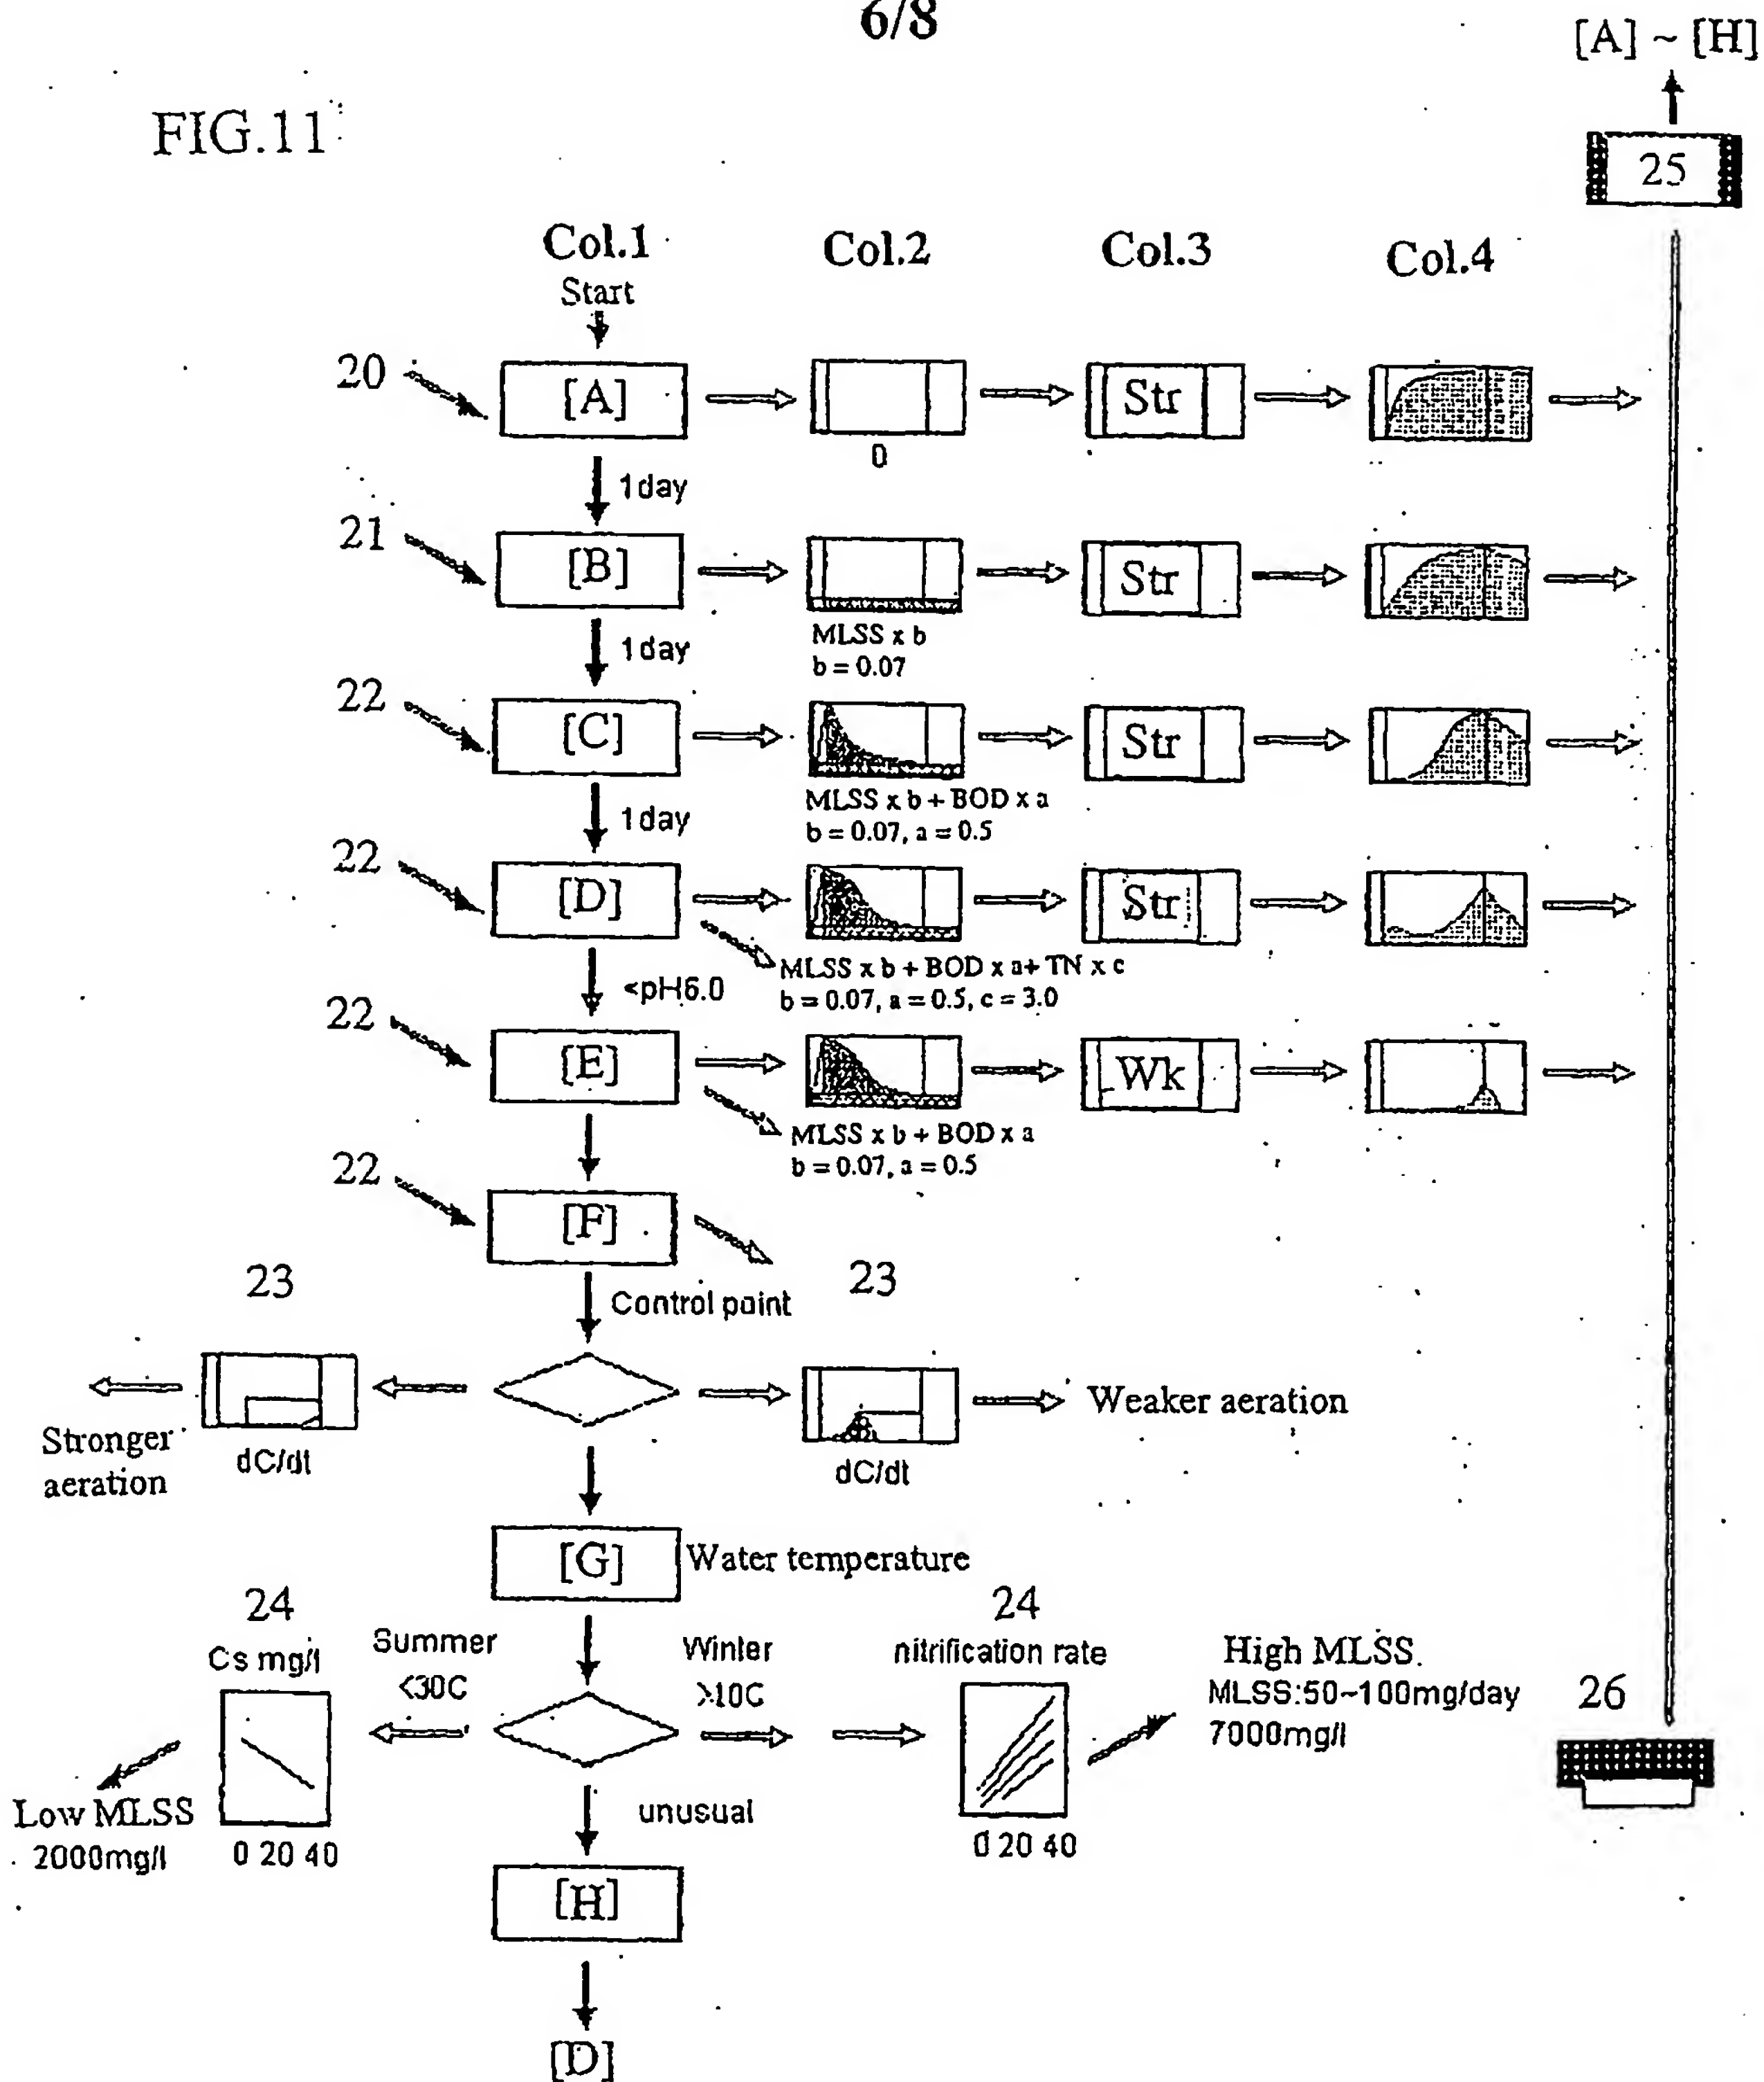 6/8
[A] ~ [H]
FIG.11
25
Col.1
Col.2
Col.3
Col.4
Start
20
[A]
Str
0
1day
21
[B]
Str
MLSS x b
b = 0.07
1day
22
[C]
Str
MLSS x b + BOD x a
b = 0.07, a = 0.5
1day
22
[D]
Str
MLSS x b + BOD x a+ TN x c
b = 0.07, a = 0.5, c = 3.0
<pH6.0
22
[E]
Wk
MLSS x b + BOD x a
b = 0.07, a = 0.5
22
[F]
23
23
Control point
Weaker aeration
Stronger
aeration
dC/dt
dC/dt
[G]
Water temperature
24
24
Cs mg/l
Summer
<30C
Winter
>10C
nitrification rate
High MLSS.
MLSS:50~100mg/day
7000mg/l
26
Low MLSS
2000mg/l
0 20 40
unusual
0 20 40
[H]
[D]